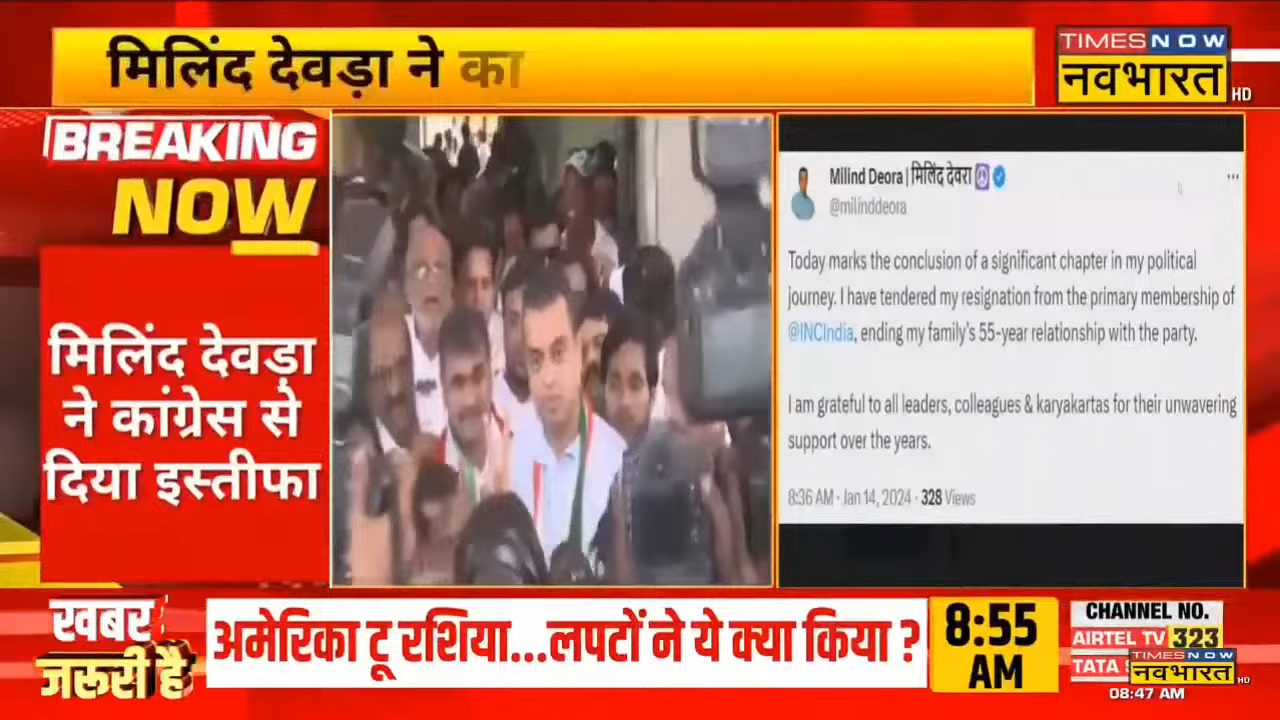 मिलिंद देवड़ा ने का
TIMES NOW
नवभारत
HD
BREAKING
NOW
मिलिंद देवड़ा
ने कांग्रेस से
दिया इस्तीफा
Milind Deora | मिलिंद देवरा
@milinddeora
Today marks the conclusion of a significant chapter in my political
journey. I have tendered my resignation from the primary membership of
@INCIndia, ending my family's 55-year relationship with the party.
I am grateful to all leaders, colleagues & karyakartas for their unwavering
support over the years.
8:36 AM · Jan 14, 2024 · 328 Views
खबर
जरूरी है
अमेरिका टू रशिया...लपटों ने ये क्या किया ?
8:55
AM
CHANNEL NO.
AIRTEL TV 323
TATA
TIMES NOW
नवभारत
HD
08:47 AM